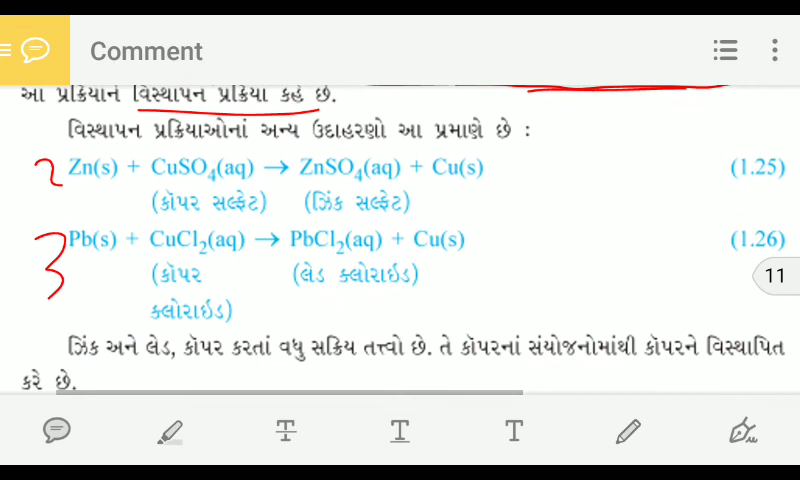 Comment
આ પ્રક્રિયાને વિસ્થાપન પ્રક્રિયા કહે છે.
વિસ્થાપન પ્રક્રિયાઓનાં અન્ય ઉદાહરણો આ પ્રમાણે છે :
2 Zn(s) + CuSO₄(aq) → ZnSO₄(aq) + Cu(s) (1.25)
(કૉપર સલ્ફેટ) (ઝિંક સલ્ફેટ)
3 Pb(s) + CuCl₂(aq) → PbCl₂(aq) + Cu(s) (1.26)
(કૉપર (લેડ ક્લોરાઇડ)
11
ક્લોરાઇડ)
ઝિંક અને લેડ, કૉપર કરતાં વધુ સક્રિય તત્ત્વો છે. તે કૉપરનાં સંયોજનોમાંથી કૉપરને વિસ્થાપિત
કરે છે.
T T T